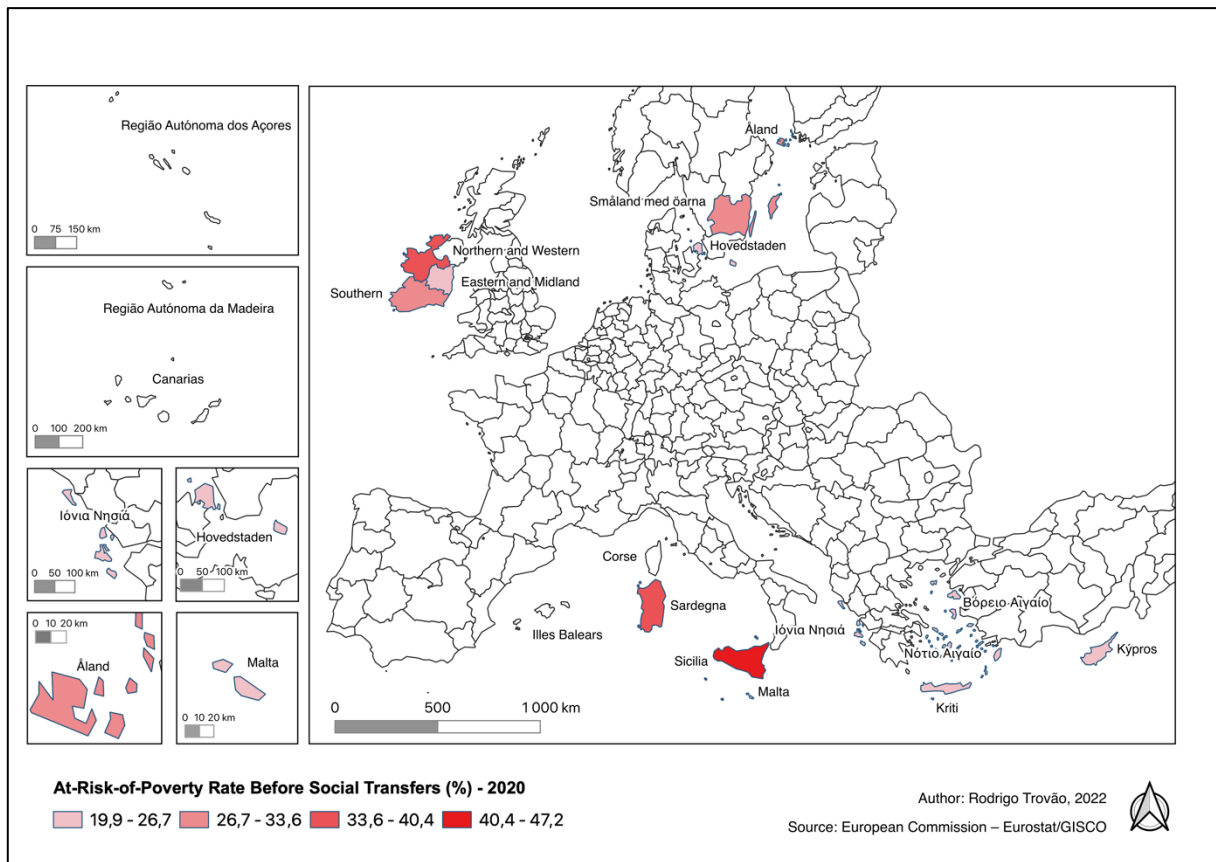 Região Autónoma dos Açores
0 75 150 km
Região Autónoma da Madeira
Canarias
0 100 200 km
Ιόνια Νησιά
0 50 100 km
Hovedstaden
0 50 100 km
0 10 20 km
Åland
Malta
0 10 20 km
Åland
Småland med öarna
Hovedstaden
Northern and Western
Eastern and Midland
Southern
Corse
Sardegna
Illes Balears
Ιόνια Νησιά
Βόρειο Αιγαίο
Sicilia
Νότιο Αιγαίο
Kýpros
Malta
Kriti
0 500 1 000 km
At-Risk-of-Poverty Rate Before Social Transfers (%) - 2020
19,9 - 26,7 26,7 - 33,6 33,6 - 40,4 40,4 - 47,2
Author: Rodrigo Trovão, 2022
Source: European Commission – Eurostat/GISCO